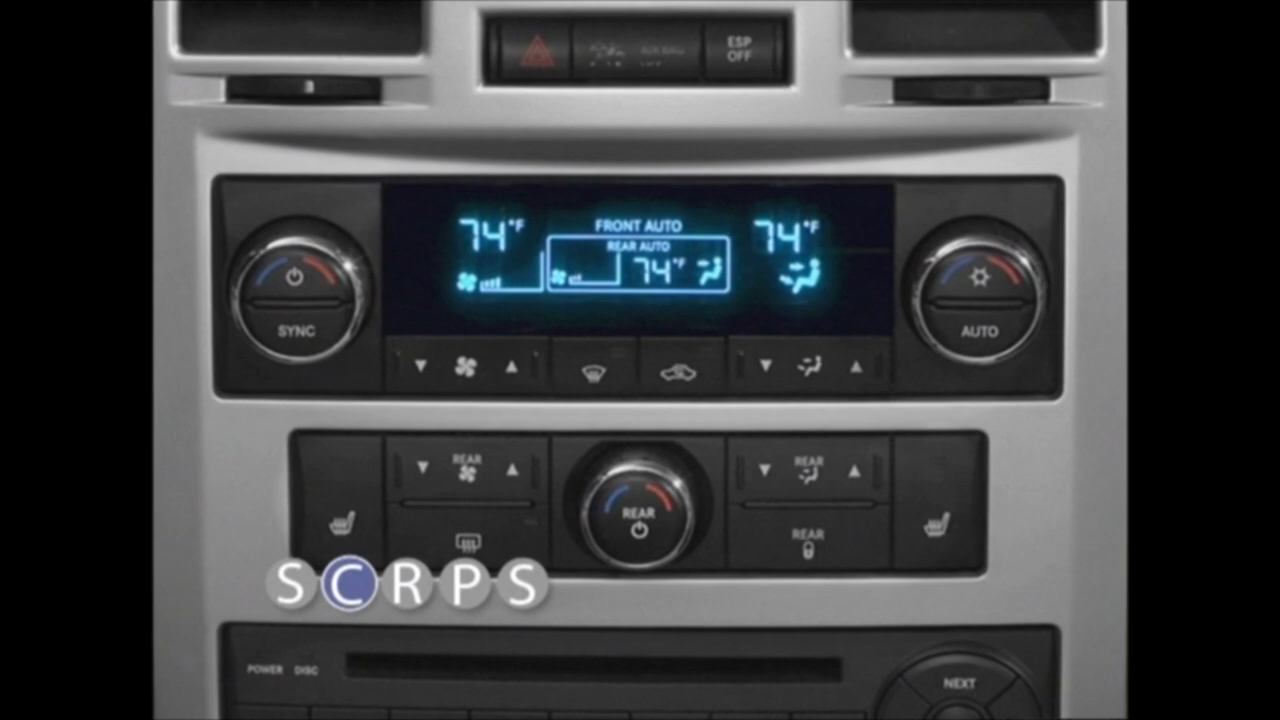 ESP
OFF
74°F FRONT AUTO 74°F
REAR AUTO
74°F
SYNC
AUTO
REAR
REAR
REAR
REAR
SCRPS
POWER DISC
NEXT